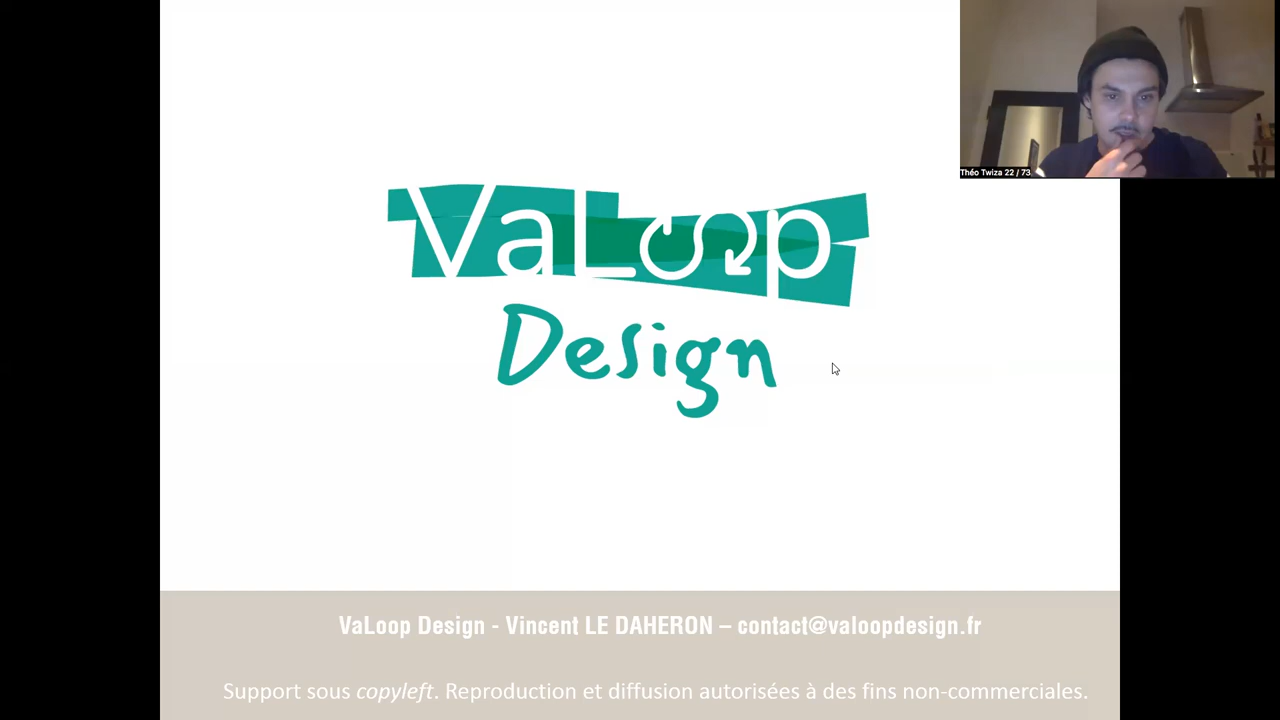 Théo Twiza 22 / 73
VaLoop
Design
VaLoop Design - Vincent LE DAHERON – contact@valoopdesign.fr
Support sous copyleft. Reproduction et diffusion autorisées à des fins non-commerciales.